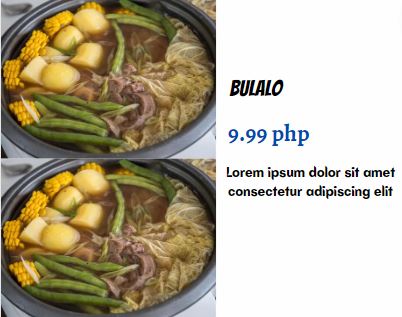 BULALO
9.99 php
Lorem ipsum dolor sit amet
consectetur adipiscing elit